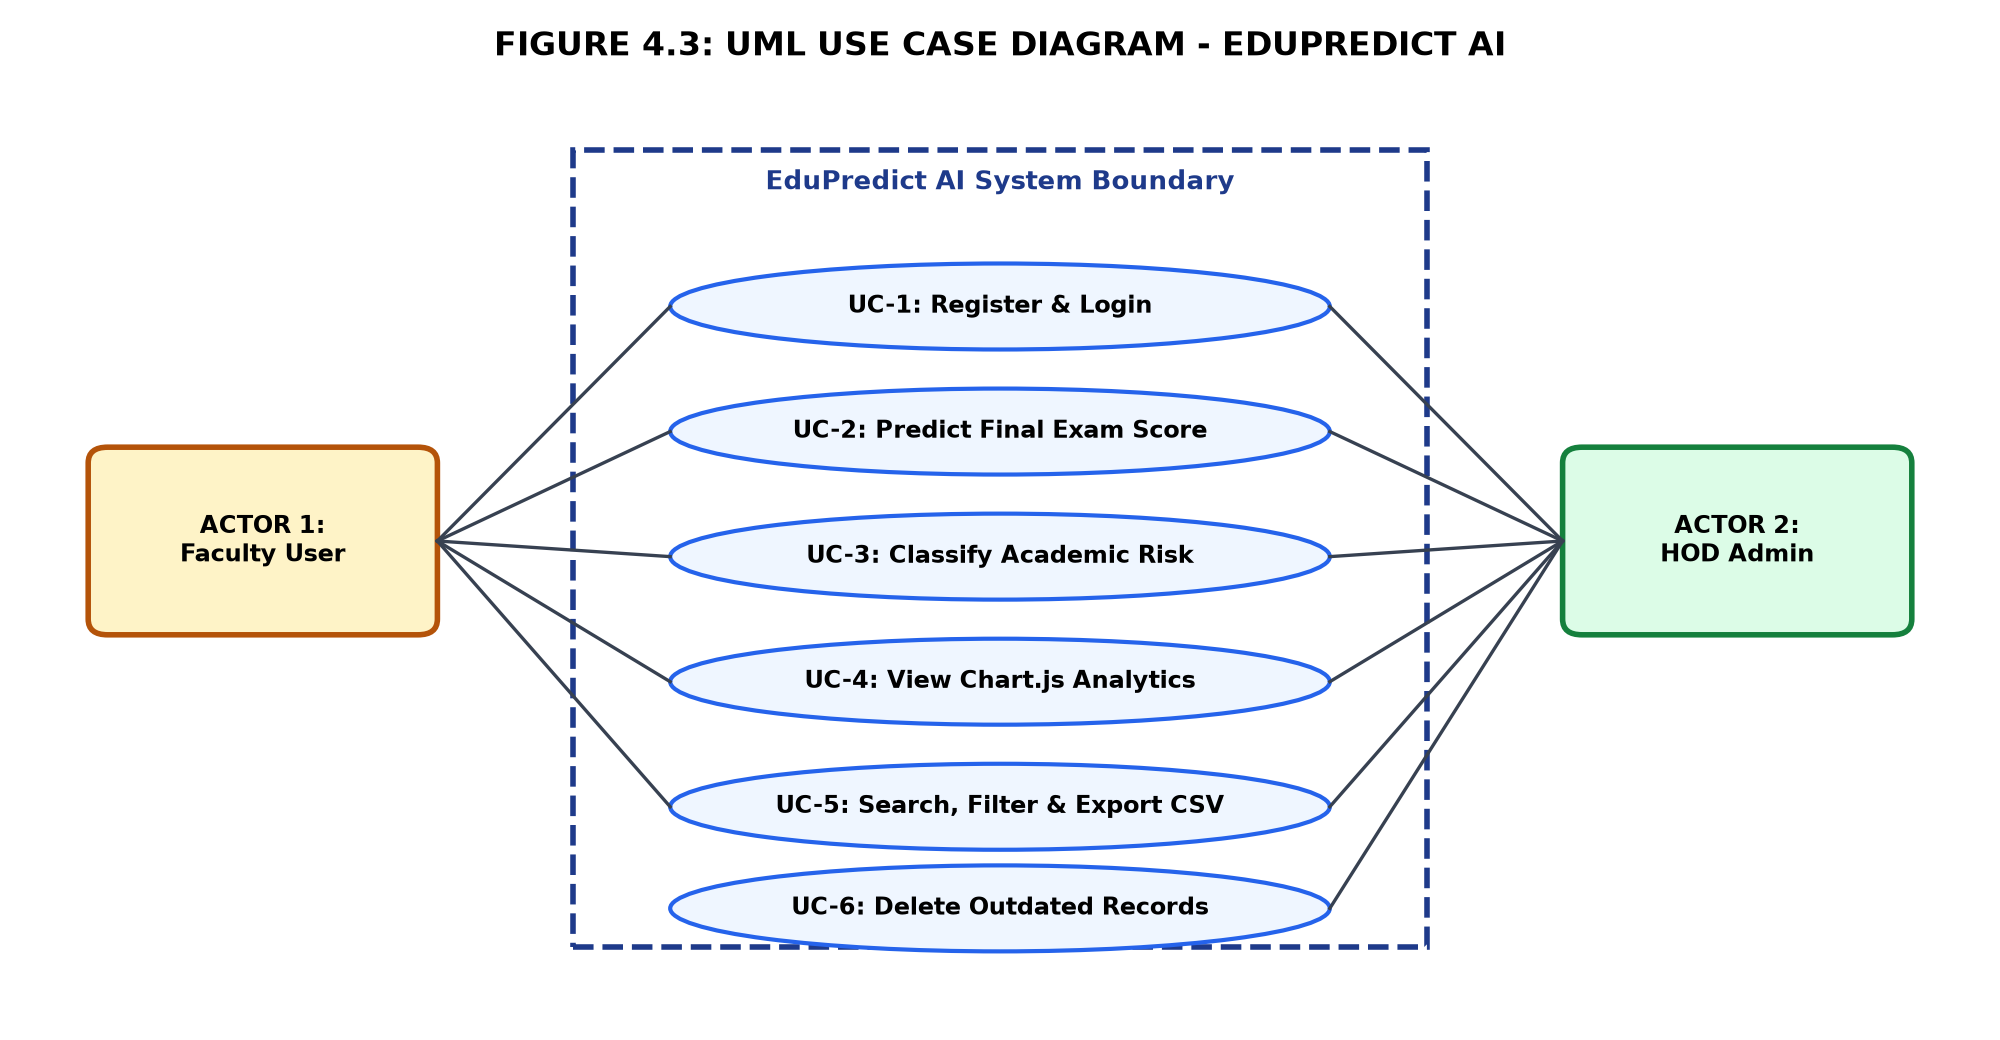 FIGURE 4.3: UML USE CASE DIAGRAM - EDUPREDICT AI
EduPredict AI System Boundary
UC-1: Register & Login
UC-2: Predict Final Exam Score
ACTOR 1:
Faculty User
UC-3: Classify Academic Risk
ACTOR 2:
HOD Admin
UC-4: View Chart.js Analytics
UC-5: Search, Filter & Export CSV
UC-6: Delete Outdated Records